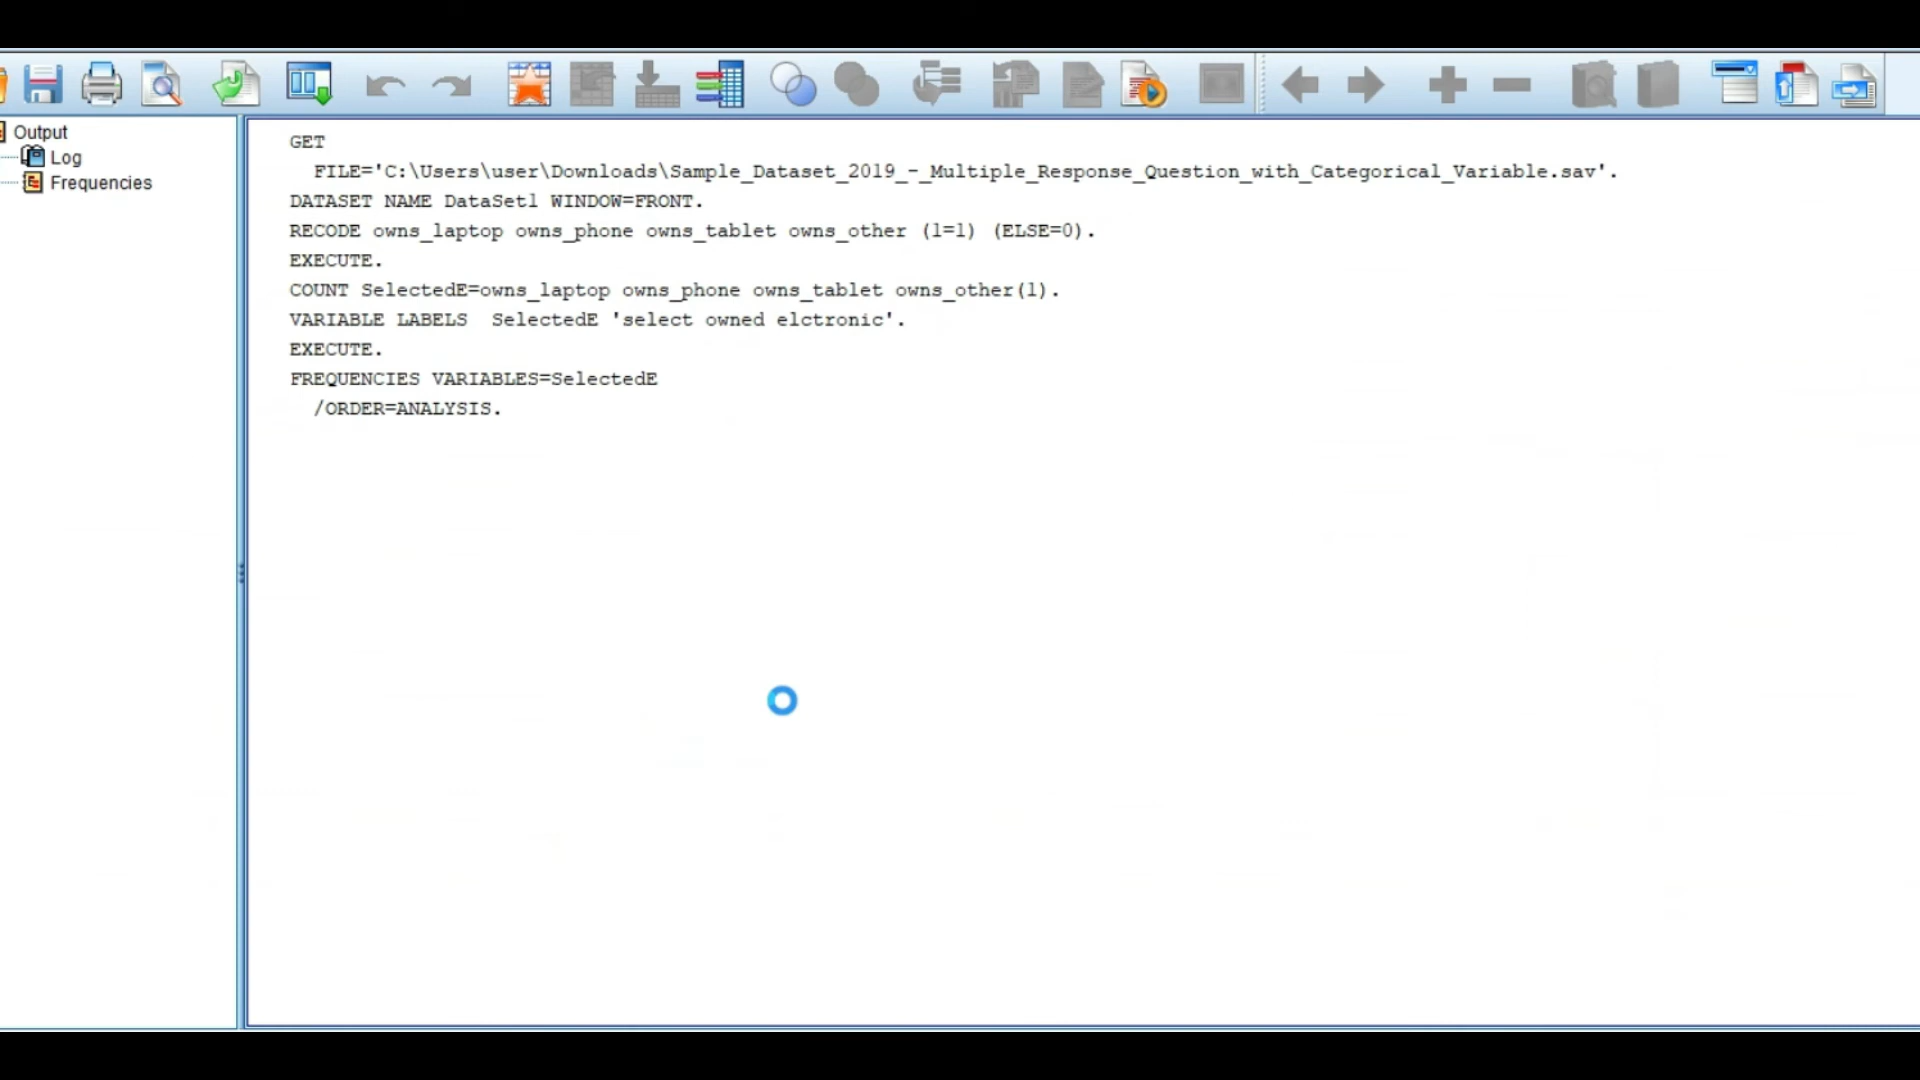 Output
Log
Frequencies
GET
FILE='C:\Users\user\Downloads\Sample_Dataset_2019_-_Multiple_Response_Question_with_Categorical_Variable.sav'.
DATASET NAME DataSet1 WINDOW=FRONT.
RECODE owns_laptop owns_phone owns_tablet owns_other (1=1) (ELSE=0).
EXECUTE.
COUNT SelectedE=owns_laptop owns_phone owns_tablet owns_other(1).
VARIABLE LABELS  SelectedE 'select owned elctronic'.
EXECUTE.
FREQUENCIES VARIABLES=SelectedE
/ORDER=ANALYSIS.